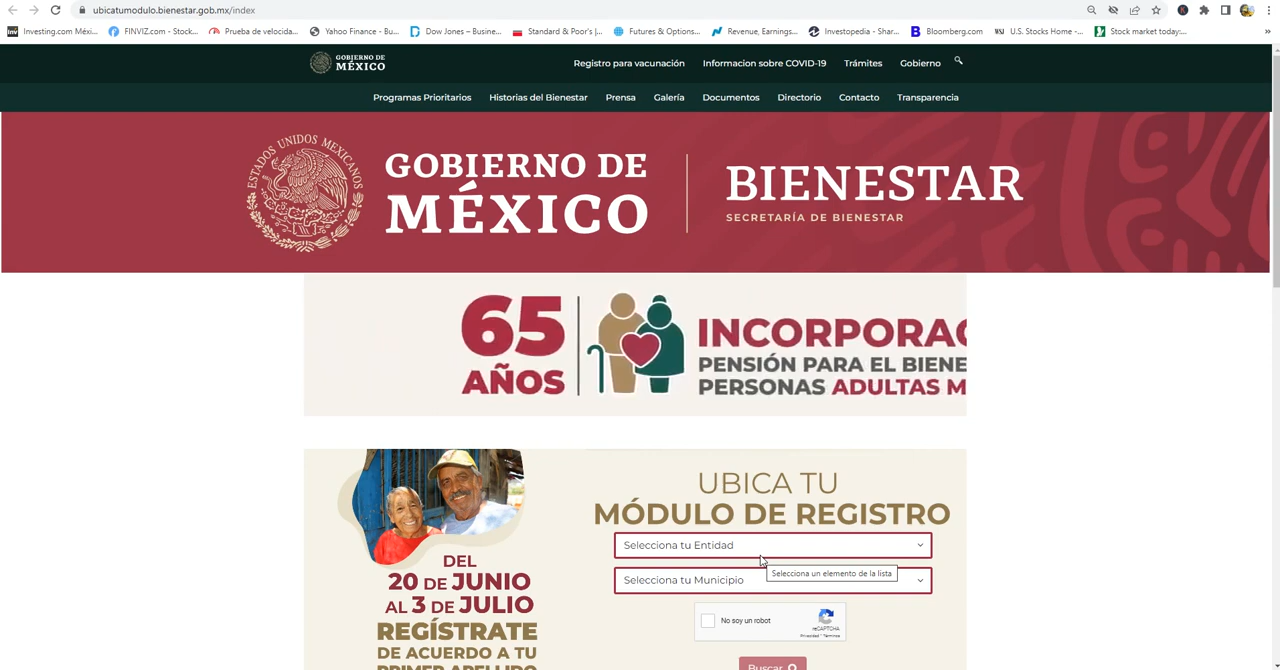 ubicatumodulo.bienestar.gob.mx/index
Investing.com Méxi... FINVIZ.com - Stock... Prueba de velocida... Yahoo Finance - Bu... Dow Jones – Busine... Standard & Poor's |... Futures & Options... Revenue, Earnings,... Investopedia - Shar... Bloomberg.com U.S. Stocks Home -... Stock market today:...
GOBIERNO DE MÉXICO
Registro para vacunación Informacion sobre COVID-19 Trámites Gobierno
Programas Prioritarios Historias del Bienestar Prensa Galería Documentos Directorio Contacto Transparencia
ESTADOS UNIDOS MEXICANOS
GOBIERNO DE
MÉXICO
BIENESTAR
SECRETARÍA DE BIENESTAR
65
AÑOS
INCORPORAC
PENSIÓN PARA EL BIENE
PERSONAS ADULTAS M
DEL
20 DE JUNIO
AL 3 DE JULIO
REGÍSTRATE
DE ACUERDO A TU
PRIMER APELLIDO
UBICA TU
MÓDULO DE REGISTRO
Selecciona tu Entidad
Selecciona un elemento de la lista
Selecciona tu Municipio
No soy un robot
reCAPTCHA
Privacidad - Términos
Buscar